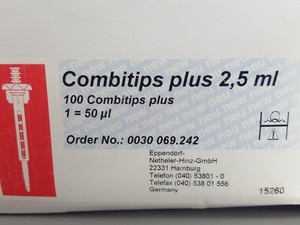 Combitips plus 2,5 ml
100 Combitips plus
1 = 50 µl
Order No.: 0030 069.242
Eppendorf-
Netheler-Hinz-GmbH
22331 Hamburg
Telefon (040) 53801 - 0
Telefax (040) 538 01 556
Germany
15260